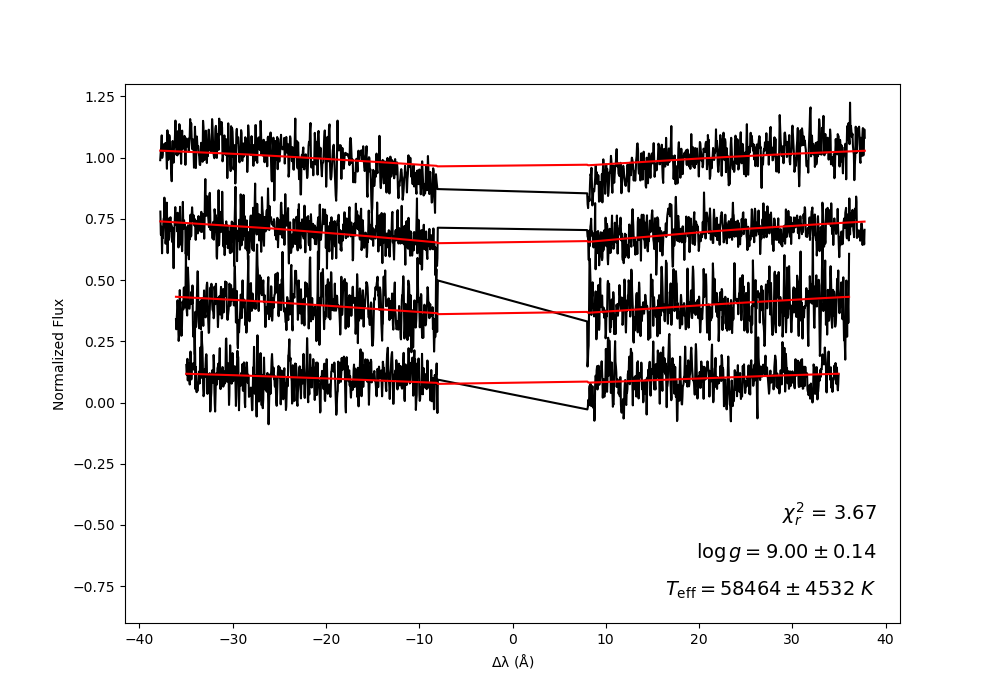 1.25
1.00
0.75
0.50
0.25
0.00
−0.25
−0.50
−0.75
Normalized Flux
χ²ᵣ = 3.67
log g = 9.00 ± 0.14
T_eff = 58464 ± 4532 K
−40 −30 −20 −10 0 10 20 30 40
Δλ (Å)